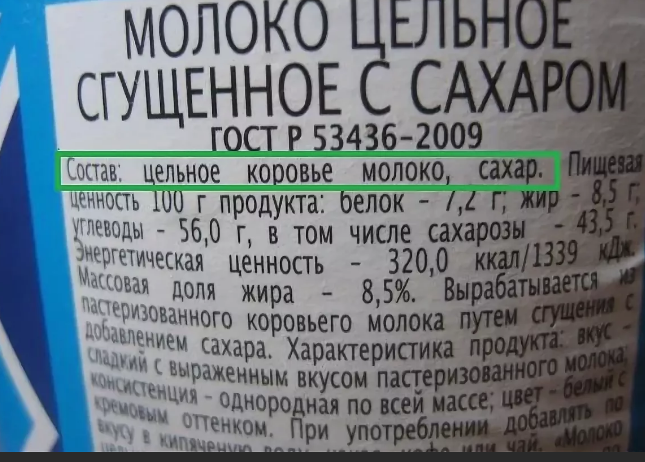 МОЛОКО ЦЕЛЬНОЕ
СГУЩЕННОЕ С САХАРОМ
ГОСТ Р 53436-2009
Состав: цельное коровье молоко, сахар. Пищевая
ценность 100 г продукта: белок - 7,2 г; жир - 8,5 г;
углеводы - 56,0 г, в том числе сахарозы - 43,5 г.
Энергетическая ценность - 320,0 ккал/1339 кДж.
Массовая доля жира - 8,5%. Вырабатывается из
пастеризованного коровьего молока путем сгущения с
добавлением сахара. Характеристика продукта: вкус -
сладкий с выраженным вкусом пастеризованного молока;
консистенция - однородная по всей массе; цвет - белый с
кремовым оттенком. При употреблении добавлять по
вкусу в кипяченую воду, какао, кофе или чай. «Молоко